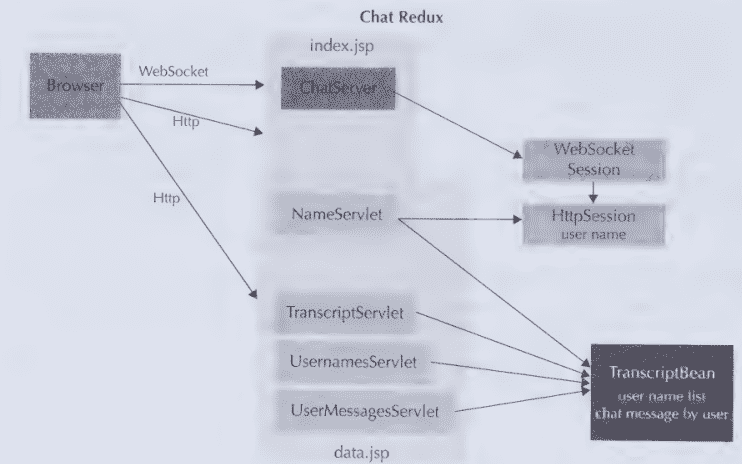 Chat Redux
index.jsp
Browser
WebSocket
ChatServer
Http
WebSocket
Session
Http
NameServlet
HttpSession
user name
TranscriptServlet
UsernamesServlet
UserMessagesServlet
TranscriptBean
user name list
chat message by user
data.jsp